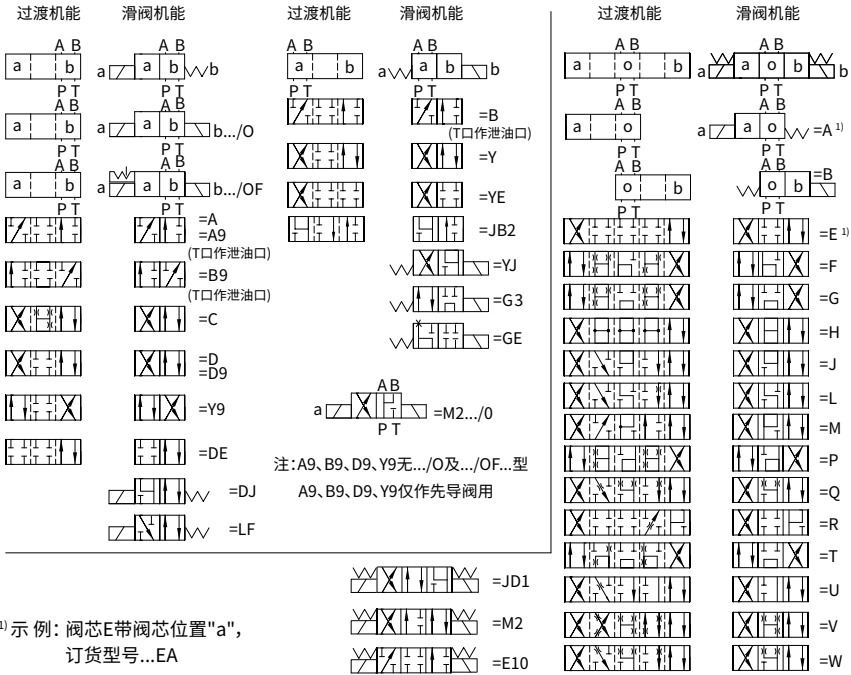 过渡机能 滑阀机能
A B A B
a b a b b
P T P T
A B A B
a b a a b b.../O
P T P T
A B A B
a b a a b b.../OF
P T P T
=A
=A9
(T口作泄油口)
=B9
(T口作泄油口)
=C
=D
=D9
=Y9
=DE
=DJ
=LF
过渡机能 滑阀机能
A B A B
a b a a b b
P T P T
=B
(T口作泄油口)
=Y
=YE
=JB2
=YJ
=G3
=GE
A B
a =M2.../0
P T
注:A9、B9、D9、Y9无.../O及.../OF...型
A9、B9、D9、Y9仅作先导阀用
过渡机能 滑阀机能
A B A B
a o b a a o b b
P T P T
A B A B
a o a a o =A 1)
P T P T
A B A B
o b o b =B
P T P T
=E 1)
=F
=G
=H
=J
=L
=M
=P
=Q
=R
=T
=U
=V
=W
=JD1
=M2
=E10
1) 示 例: 阀芯E带阀芯位置"a",
订货型号...EA